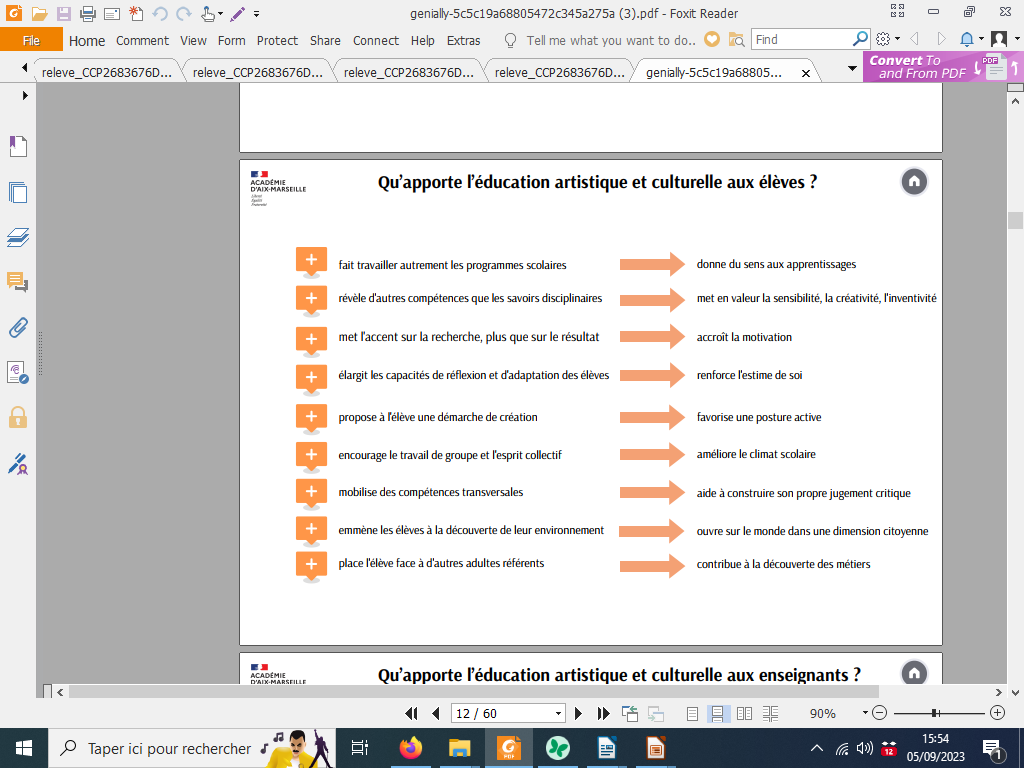 genially-5c5c19a68805472c345a275a (3).pdf - Foxit Reader
File Home Comment View Form Protect Share Connect Help Extras Tell me what you want to do.. Find
releve_CCP2683676D... releve_CCP2683676D... releve_CCP2683676D... releve_CCP2683676D... genially-5c5c19a68805...
Convert To
and From PDF
PDF
ACADÉMIE
D'AIX-MARSEILLE
Liberté
Égalité
Fraternité
Qu'apporte l'éducation artistique et culturelle aux élèves ?
fait travailler autrement les programmes scolaires donne du sens aux apprentissages
révèle d'autres compétences que les savoirs disciplinaires met en valeur la sensibilité, la créativité, l'inventivité
met l'accent sur la recherche, plus que sur le résultat accroît la motivation
élargit les capacités de réflexion et d'adaptation des élèves renforce l'estime de soi
propose à l'élève une démarche de création favorise une posture active
encourage le travail de groupe et l'esprit collectif améliore le climat scolaire
mobilise des compétences transversales aide à construire son propre jugement critique
emmène les élèves à la découverte de leur environnement ouvre sur le monde dans une dimension citoyenne
place l'élève face à d'autres adultes référents contribue à la découverte des métiers
ACADÉMIE
D'AIX-MARSEILLE
Qu'apporte l'éducation artistique et culturelle aux enseignants ?
12 / 60 90%
Taper ici pour rechercher
PDF
12
15:54
05/09/2023
1